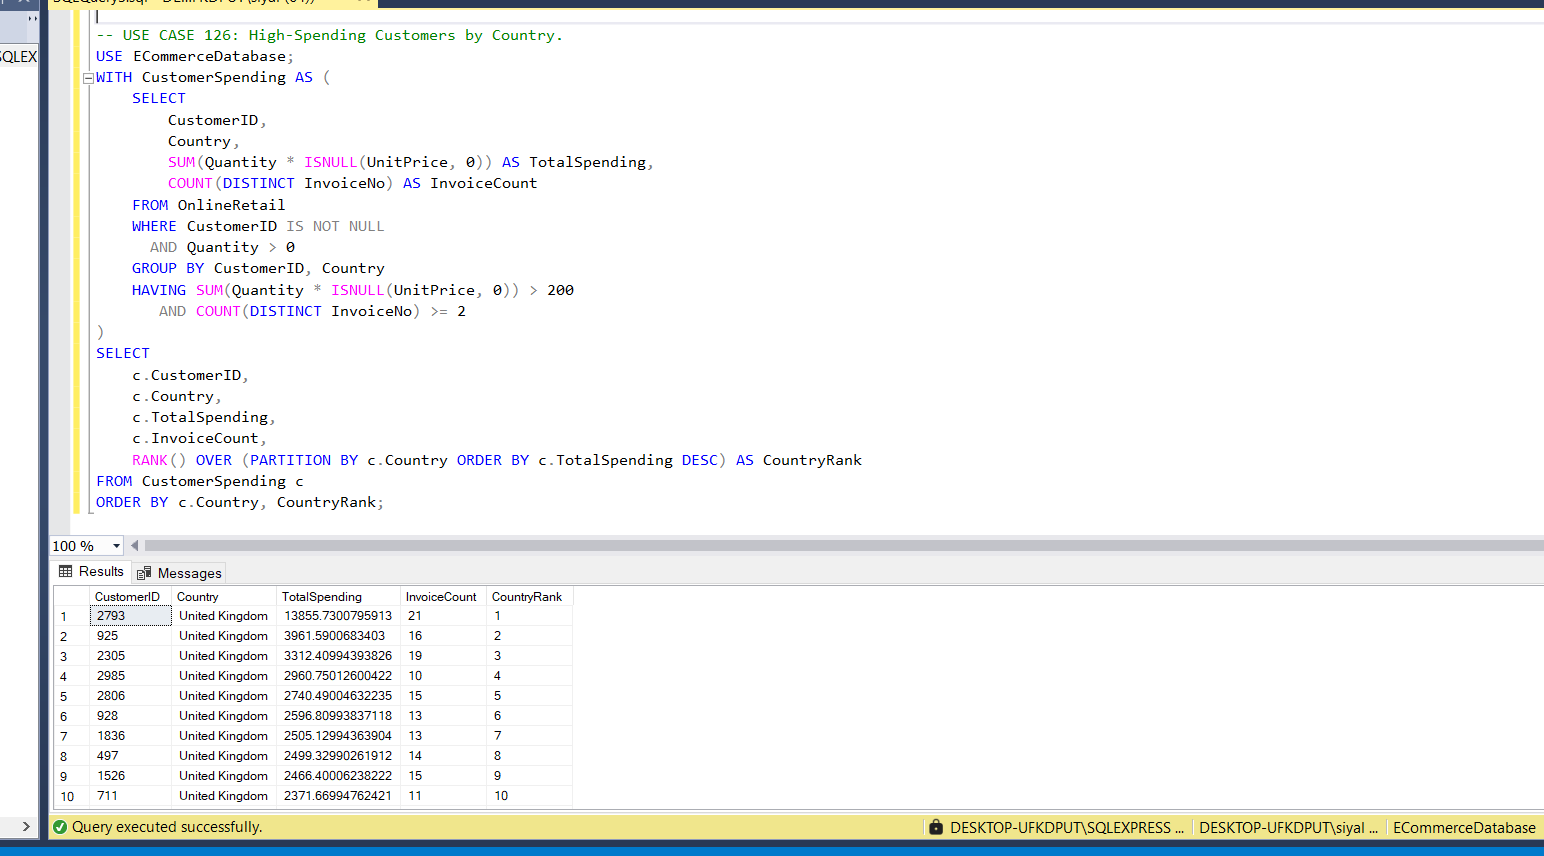 SQLEX
-- USE CASE 126: High-Spending Customers by Country.
USE ECommerceDatabase;
WITH CustomerSpending AS (
SELECT
CustomerID,
Country,
SUM(Quantity * ISNULL(UnitPrice, 0)) AS TotalSpending,
COUNT(DISTINCT InvoiceNo) AS InvoiceCount
FROM OnlineRetail
WHERE CustomerID IS NOT NULL
AND Quantity > 0
GROUP BY CustomerID, Country
HAVING SUM(Quantity * ISNULL(UnitPrice, 0)) > 200
AND COUNT(DISTINCT InvoiceNo) >= 2
)
SELECT
c.CustomerID,
c.Country,
c.TotalSpending,
c.InvoiceCount,
RANK() OVER (PARTITION BY c.Country ORDER BY c.TotalSpending DESC) AS CountryRank
FROM CustomerSpending c
ORDER BY c.Country, CountryRank;
100 %
Results Messages
CustomerID Country TotalSpending InvoiceCount CountryRank
1 2793 United Kingdom 13855.7300795913 21 1
2 925 United Kingdom 3961.5900683403 16 2
3 2305 United Kingdom 3312.40994393826 19 3
4 2985 United Kingdom 2960.75012600422 10 4
5 2806 United Kingdom 2740.49004632235 15 5
6 928 United Kingdom 2596.80993837118 13 6
7 1836 United Kingdom 2505.12994363904 13 7
8 497 United Kingdom 2499.32990261912 14 8
9 1526 United Kingdom 2466.40006238222 15 9
10 711 United Kingdom 2371.66994762421 11 10
Query executed successfully. DESKTOP-UFKDPUT\SQLEXPRESS ... DESKTOP-UFKDPUT\siyal ... ECommerceDatabase